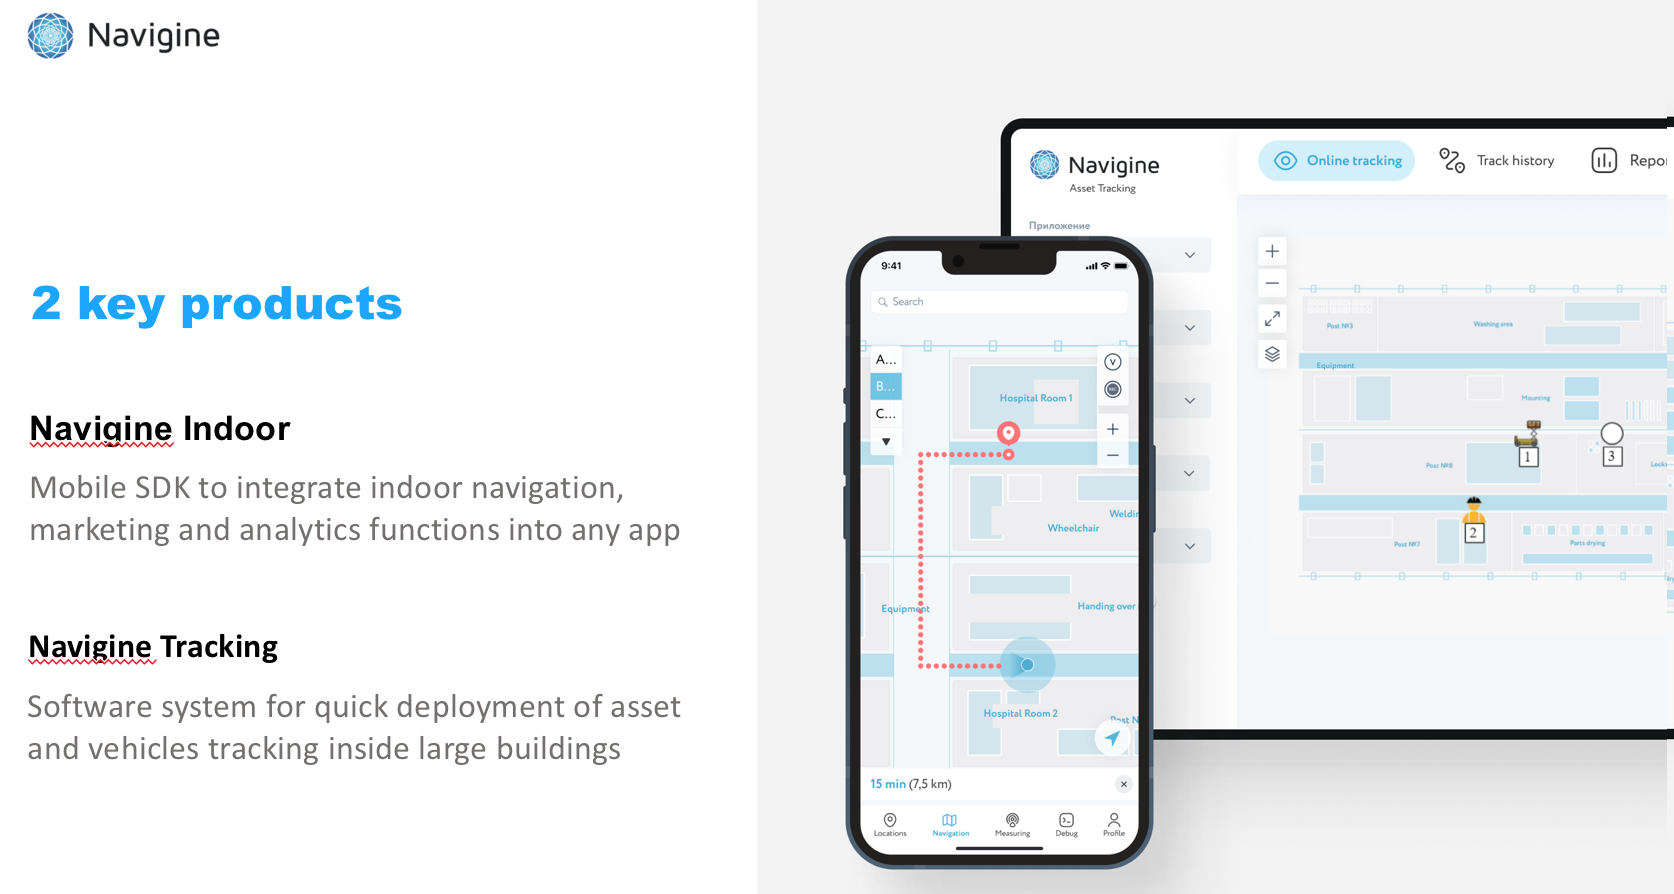 Navigine
2 key products
Navigine Indoor
Mobile SDK to integrate indoor navigation,
marketing and analytics functions into any app
Navigine Tracking
Software system for quick deployment of asset
and vehicles tracking inside large buildings
Navigine
Asset Tracking
Приложение
Online tracking
Track history
Repor
Post №3
Washing area
Equipment
Mounting
Post №8
1
3
2
Post №7
Parts drying
9:41
Search
A...
B...
C...
V
Hospital Room 1
Weldin
Wheelchair
Equipment
Handing over
Hospital Room 2
Post N
15 min (7,5 km)
Locations
Navigation
Measuring
Debug
Profile